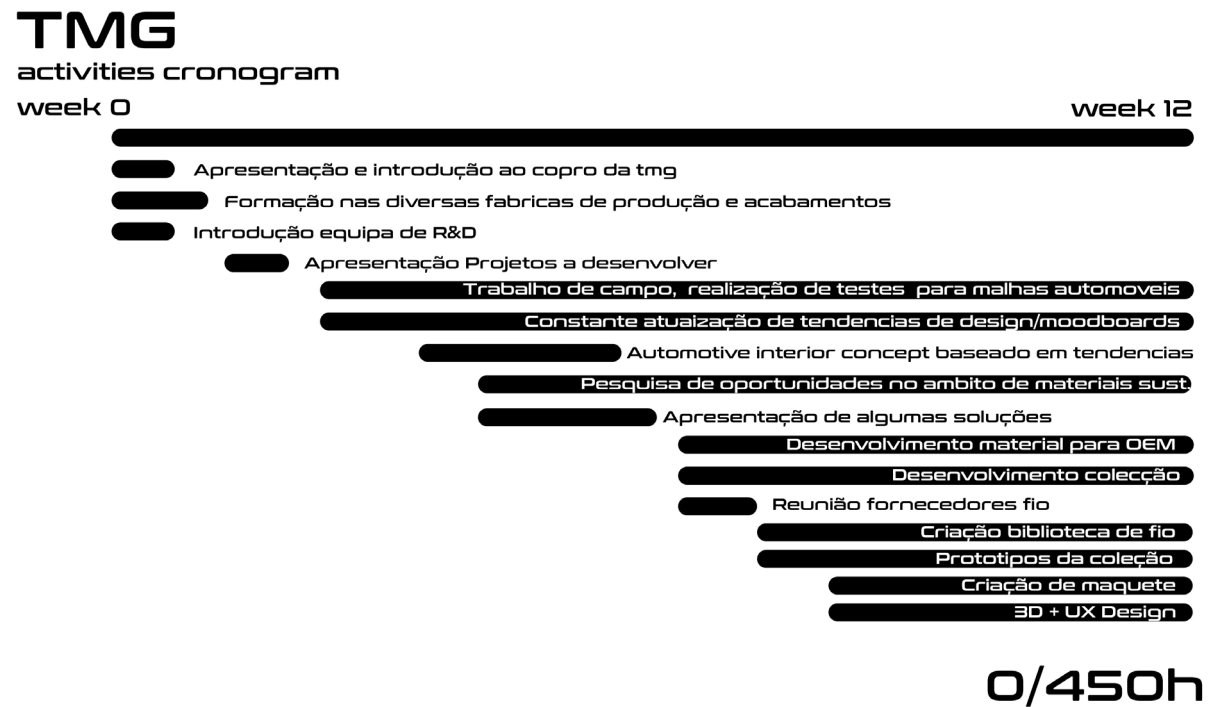 TMG
activities cronogram
week 0
week 12
Apresentação e introdução ao copro da tmg
Formação nas diversas fabricas de produção e acabamentos
Introdução equipa de R&D
Apresentação Projetos a desenvolver
Trabalho de campo, realização de testes para malhas automoveis
Constante atuaização de tendencias de design/moodboards
Automotive interior concept baseado em tendencias
Pesquisa de oportunidades no ambito de materiais sust.
Apresentação de algumas soluções
Desenvolvimento material para OEM
Desenvolvimento colecção
Reunião fornecedores fio
Criação biblioteca de fio
Prototipos da coleção
Criação de maquete
3D + UX Design
0/450h